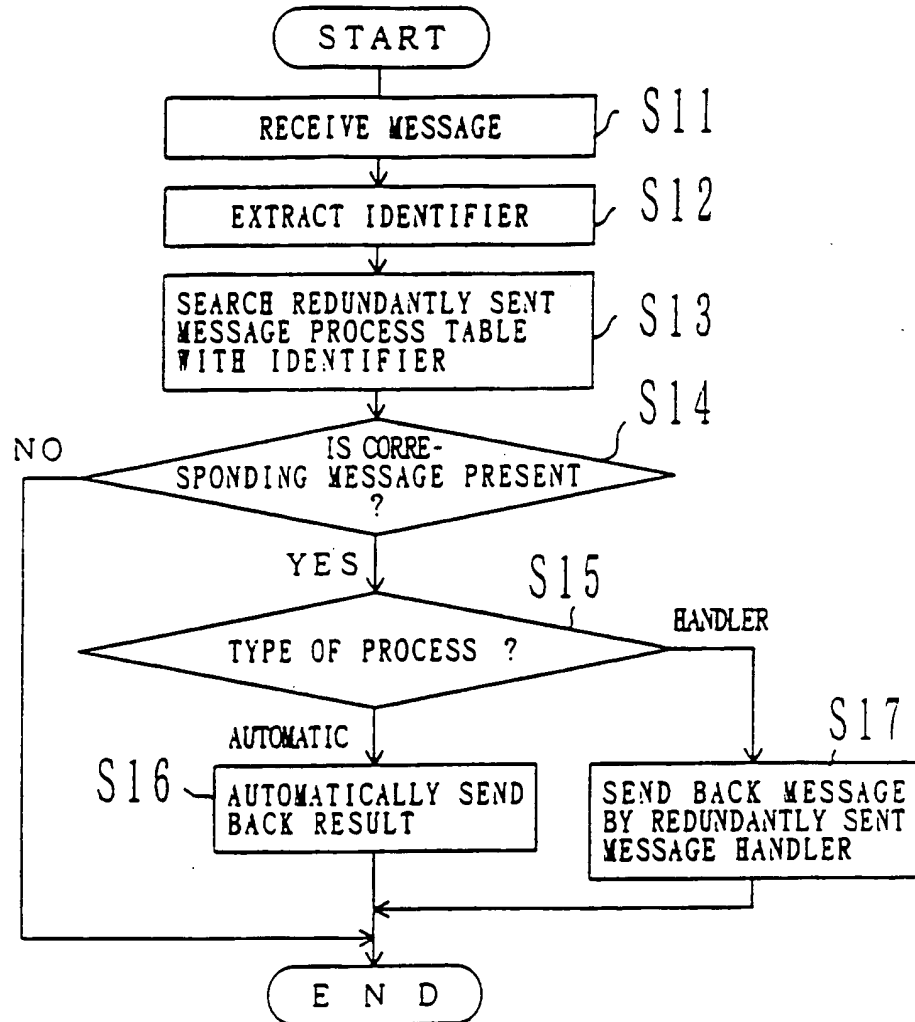 START
RECEIVE MESSAGE
S11
EXTRACT IDENTIFIER
S12
SEARCH REDUNDANTLY SENT
MESSAGE PROCESS TABLE
WITH IDENTIFIER
S13
S14
NO
IS CORRE-
SPONDING MESSAGE PRESENT
?
YES
S15
HANDLER
TYPE OF PROCESS ?
AUTOMATIC
S16
AUTOMATICALLY SEND
BACK RESULT
S17
SEND BACK MESSAGE
BY REDUNDANTLY SENT
MESSAGE HANDLER
END